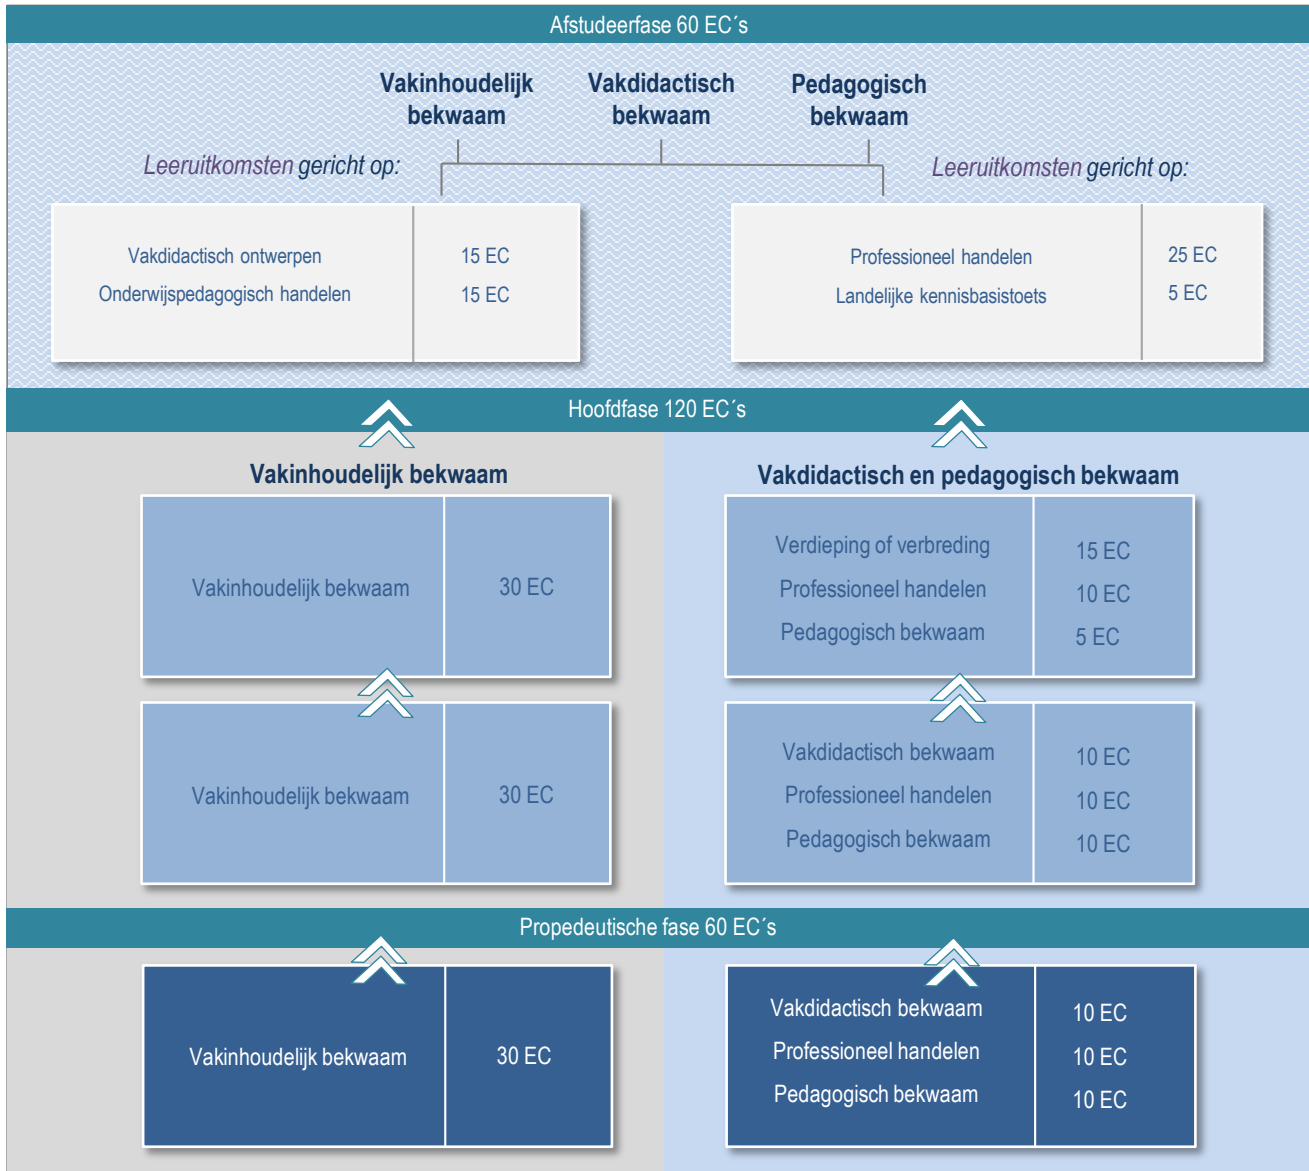 Afstudeerfase 60 EC´s
Vakinhoudelijk
bekwaam
Vakdidactisch
bekwaam
Pedagogisch
bekwaam
Leeruitkomsten gericht op:
Leeruitkomsten gericht op:
Vakdidactisch ontwerpen 15 EC
Onderwijspedagogisch handelen 15 EC
Professioneel handelen 25 EC
Landelijke kennisbasistoets 5 EC
Hoofdfase 120 EC´s
Vakinhoudelijk bekwaam
Vakdidactisch en pedagogisch bekwaam
Vakinhoudelijk bekwaam 30 EC
Verdieping of verbreding 15 EC
Professioneel handelen 10 EC
Pedagogisch bekwaam 5 EC
Vakinhoudelijk bekwaam 30 EC
Vakdidactisch bekwaam 10 EC
Professioneel handelen 10 EC
Pedagogisch bekwaam 10 EC
Propedeutische fase 60 EC´s
Vakinhoudelijk bekwaam 30 EC
Vakdidactisch bekwaam 10 EC
Professioneel handelen 10 EC
Pedagogisch bekwaam 10 EC